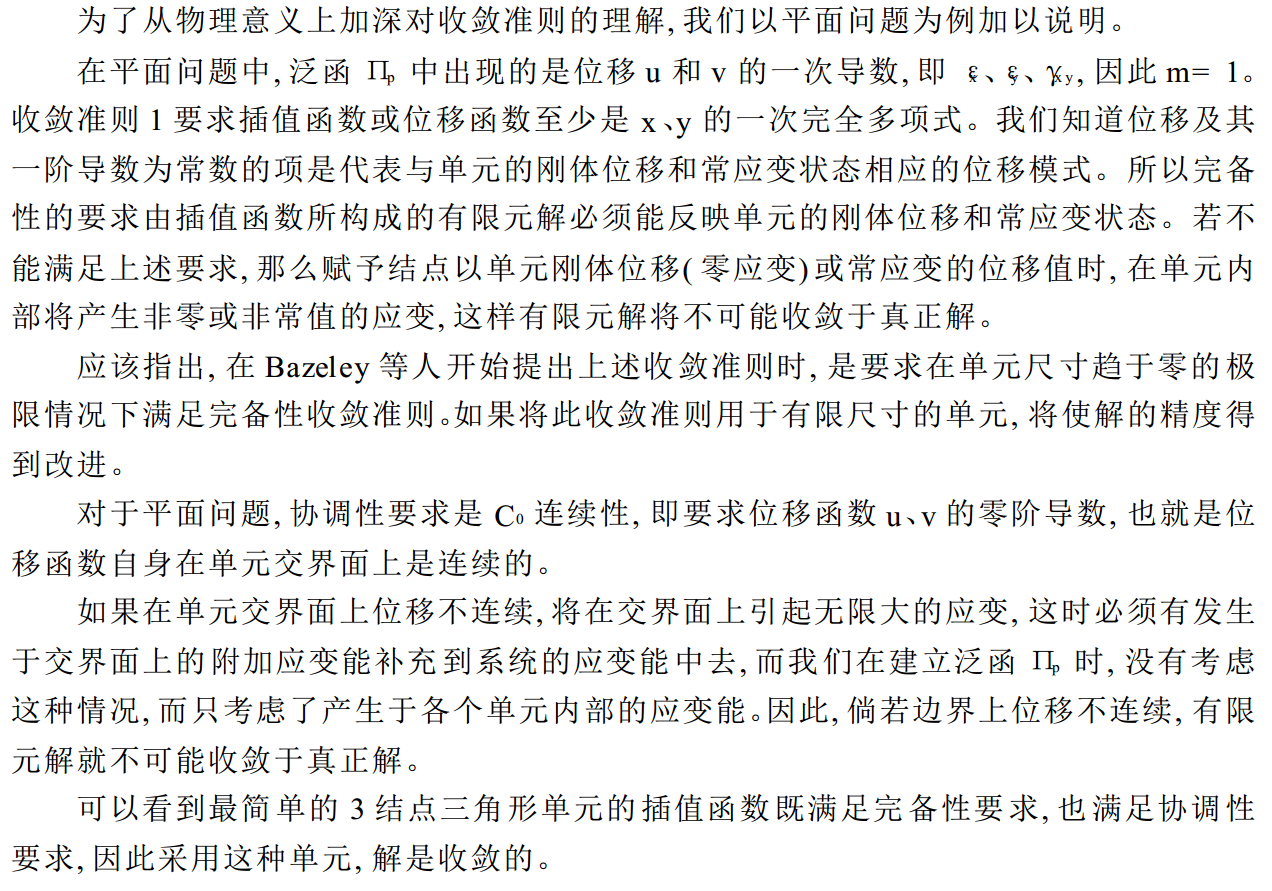 为了从物理意义上加深对收敛准则的理解,我们以平面问题为例加以说明。
在平面问题中,泛函 Πp 中出现的是位移 u 和 v 的一次导数,即 εx、εy、γxy,因此 m= 1。
收敛准则 1 要求插值函数或位移函数至少是 x、y 的一次完全多项式。我们知道位移及其
一阶导数为常数的项是代表与单元的刚体位移和常应变状态相应的位移模式。所以完备
性的要求由插值函数所构成的有限元解必须能反映单元的刚体位移和常应变状态。若不
能满足上述要求,那么赋予结点以单元刚体位移(零应变)或常应变的位移值时,在单元内
部将产生非零或非常值的应变,这样有限元解将不可能收敛于真正解。
应该指出,在 Bazeley 等人开始提出上述收敛准则时,是要求在单元尺寸趋于零的极
限情况下满足完备性收敛准则。如果将此收敛准则用于有限尺寸的单元,将使解的精度得
到改进。
对于平面问题,协调性要求是 C0 连续性,即要求位移函数 u、v 的零阶导数,也就是位
移函数自身在单元交界面上是连续的。
如果在单元交界面上位移不连续,将在交界面上引起无限大的应变,这时必须有发生
于交界面上的附加应变能补充到系统的应变能中去,而我们在建立泛函 Πp 时,没有考虑
这种情况,而只考虑了产生于各个单元内部的应变能。因此,倘若边界上位移不连续,有限
元解就不可能收敛于真正解。
可以看到最简单的 3 结点三角形单元的插值函数既满足完备性要求,也满足协调性
要求,因此采用这种单元,解是收敛的。